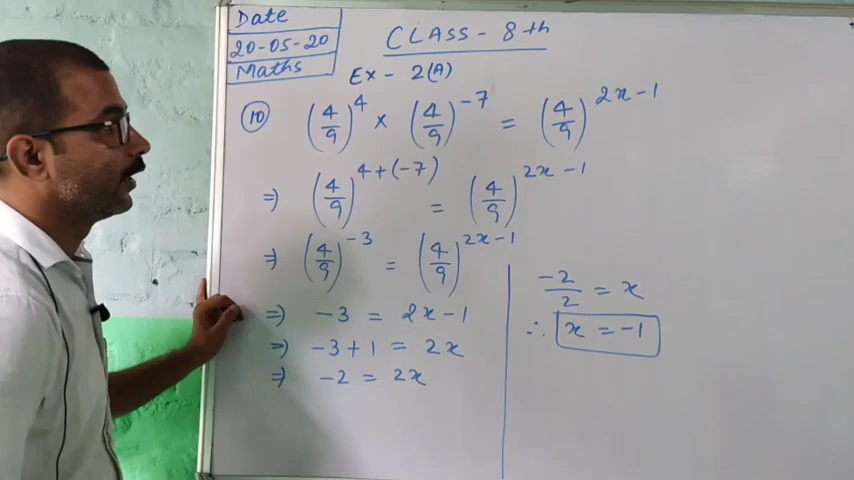 Date
20-05-20
Maths
CLASS - 8th
Ex - 2(A)
(10) (4/9)^4 × (4/9)^-7 = (4/9)^2x-1
⇒ (4/9)^4+(-7) = (4/9)^2x-1
⇒ (4/9)^-3 = (4/9)^2x-1
⇒ -3 = 2x-1
⇒ -3+1 = 2x
⇒ -2 = 2x
-2/2 = x
∴ x = -1